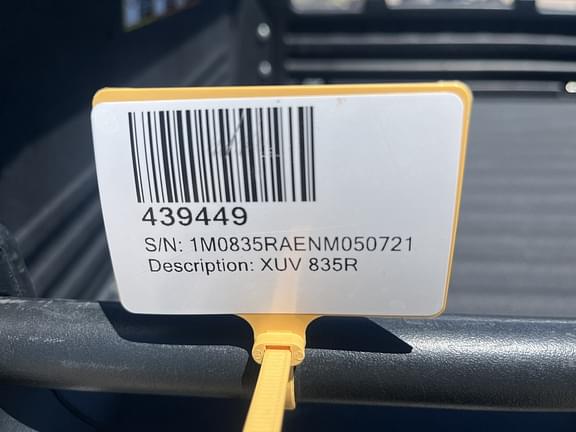 439449
S/N: 1M0835RAENM050721
Description: XUV 835R